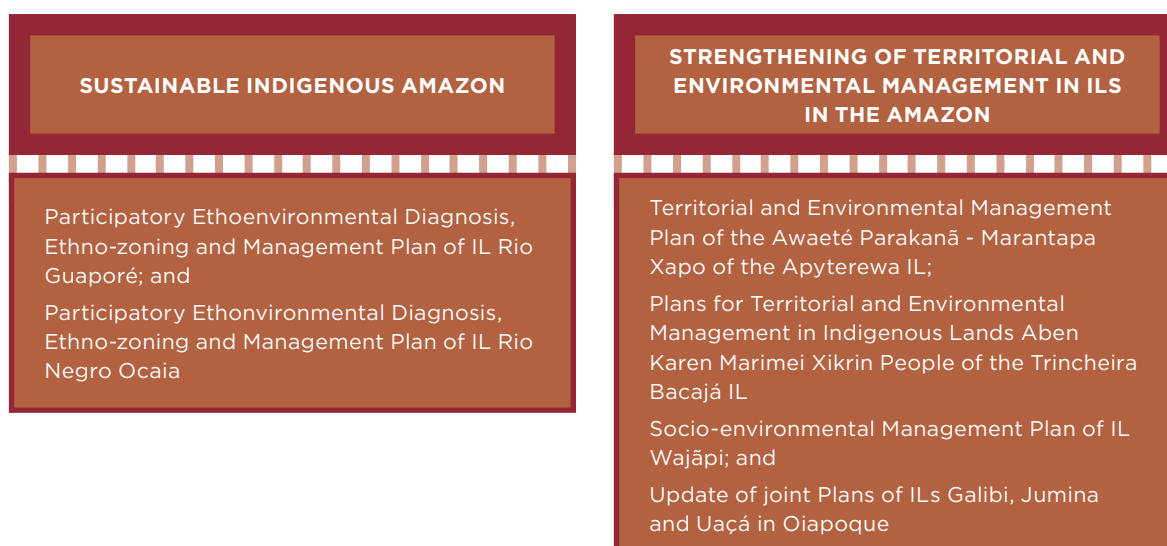 SUSTAINABLE INDIGENOUS AMAZON
Participatory Ethoenvironmental Diagnosis,
Ethno-zoning and Management Plan of IL Rio
Guaporé; and
Participatory Ethonvironmental Diagnosis,
Ethno-zoning and Management Plan of IL Rio
Negro Ocaia
STRENGTHENING OF TERRITORIAL AND
ENVIRONMENTAL MANAGEMENT IN ILS
IN THE AMAZON
Territorial and Environmental Management
Plan of the Awaeté Parakanã - Marantapa
Xapo of the Apyterewa IL;
Plans for Territorial and Environmental
Management in Indigenous Lands Aben
Karen Marimei Xikrin People of the Trincheira
Bacajá IL
Socio-environmental Management Plan of IL
Wajãpi; and
Update of joint Plans of ILs Galibi, Jumina
and Uaçá in Oiapoque